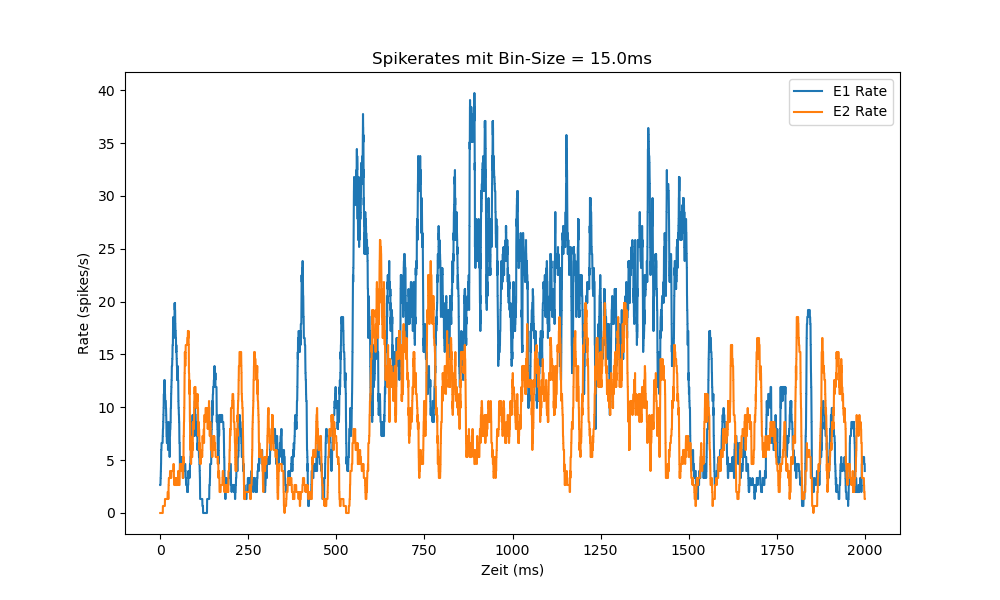 Spikerates mit Bin-Size = 15.0ms
E1 Rate
E2 Rate
40
35
30
25
20
15
10
5
0
Rate (spikes/s)
0 250 500 750 1000 1250 1500 1750 2000
Zeit (ms)